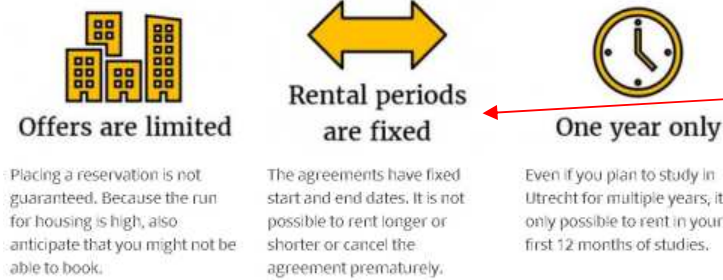 Offers are limited
Placing a reservation is not
guaranteed. Because the run
for housing is high, also
anticipate that you might not be
able to book.
Rental periods
are fixed
The agreements have fixed
start and end dates. It is not
possible to rent longer or
shorter or cancel the
agreement prematurely.
One year only
Even if you plan to study in
Utrecht for multiple years, it
only possible to rent in your
first 12 months of studies.